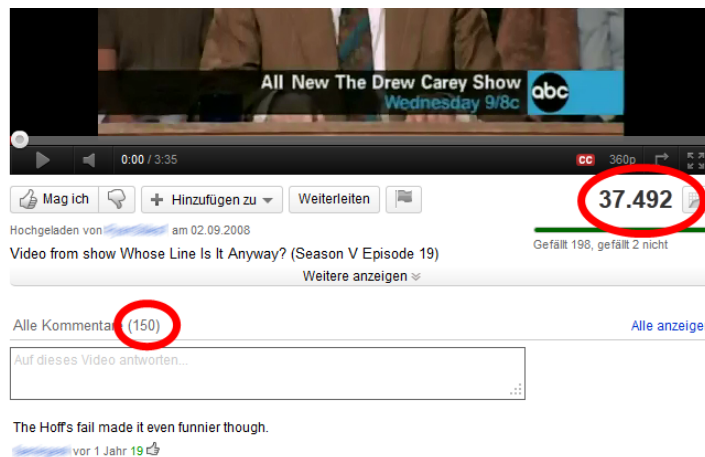 All New The Drew Carey Show
Wednesday 9/8c
abc
0:00 / 3:35
CC 360p
Mag ich
Hinzufügen zu
Weiterleiten
37.492
Hochgeladen von am 02.09.2008
Gefällt 198, gefällt 2 nicht
Video from show Whose Line Is It Anyway? (Season V Episode 19)
Weitere anzeigen
Alle Kommentare (150)
Alle anzeigen
Auf dieses Video antworten...
The Hoff's fail made it even funnier though.
vor 1 Jahr 19